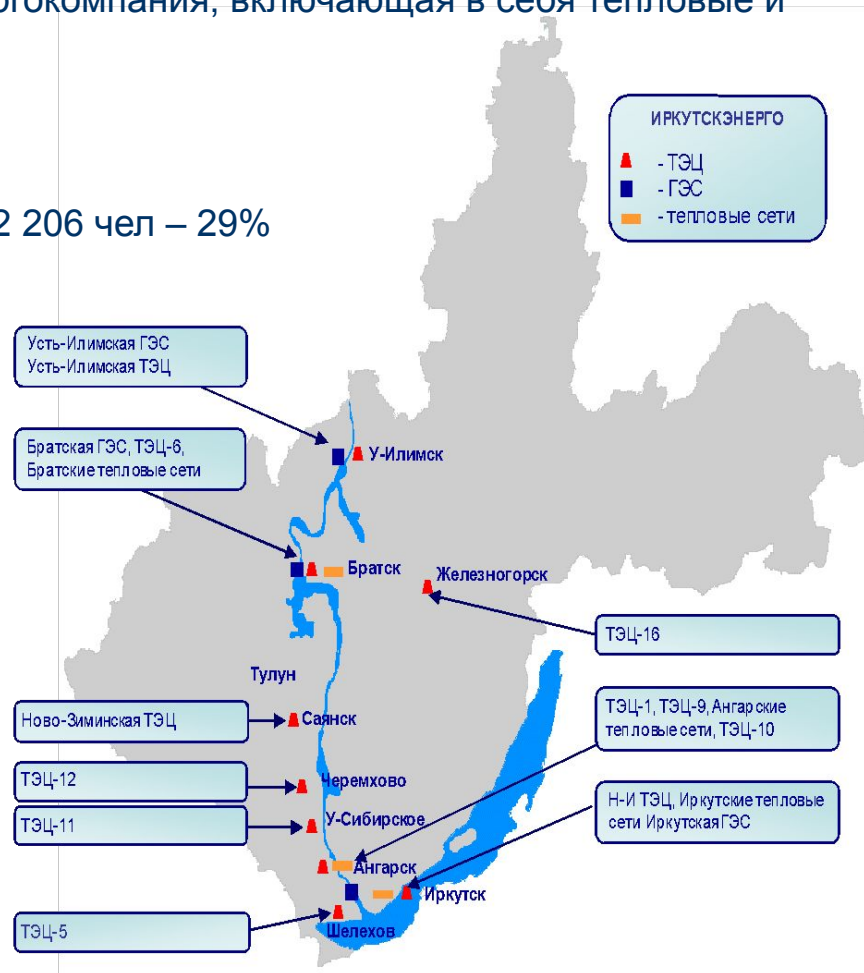 огокомпания, включающая в себя тепловые и
2 206 чел – 29%
ИРКУТСКЭНЕРГО
- ТЭЦ
- ГЭС
- тепловые сети
Усть-Илимская ГЭС
Усть-Илимская ТЭЦ
Братская ГЭС, ТЭЦ-6,
Братские тепловые сети
У-Илимск
Братск
Железногорск
ТЭЦ-16
Тулун
Ново-Зиминская ТЭЦ
Саянск
ТЭЦ-1, ТЭЦ-9, Ангарские
тепловые сети, ТЭЦ-10
ТЭЦ-12
Черемхово
ТЭЦ-11
У-Сибирское
Н-И ТЭЦ, Иркутские тепловые
сети Иркутская ГЭС
Ангарск
Иркутск
ТЭЦ-5
Шелехов